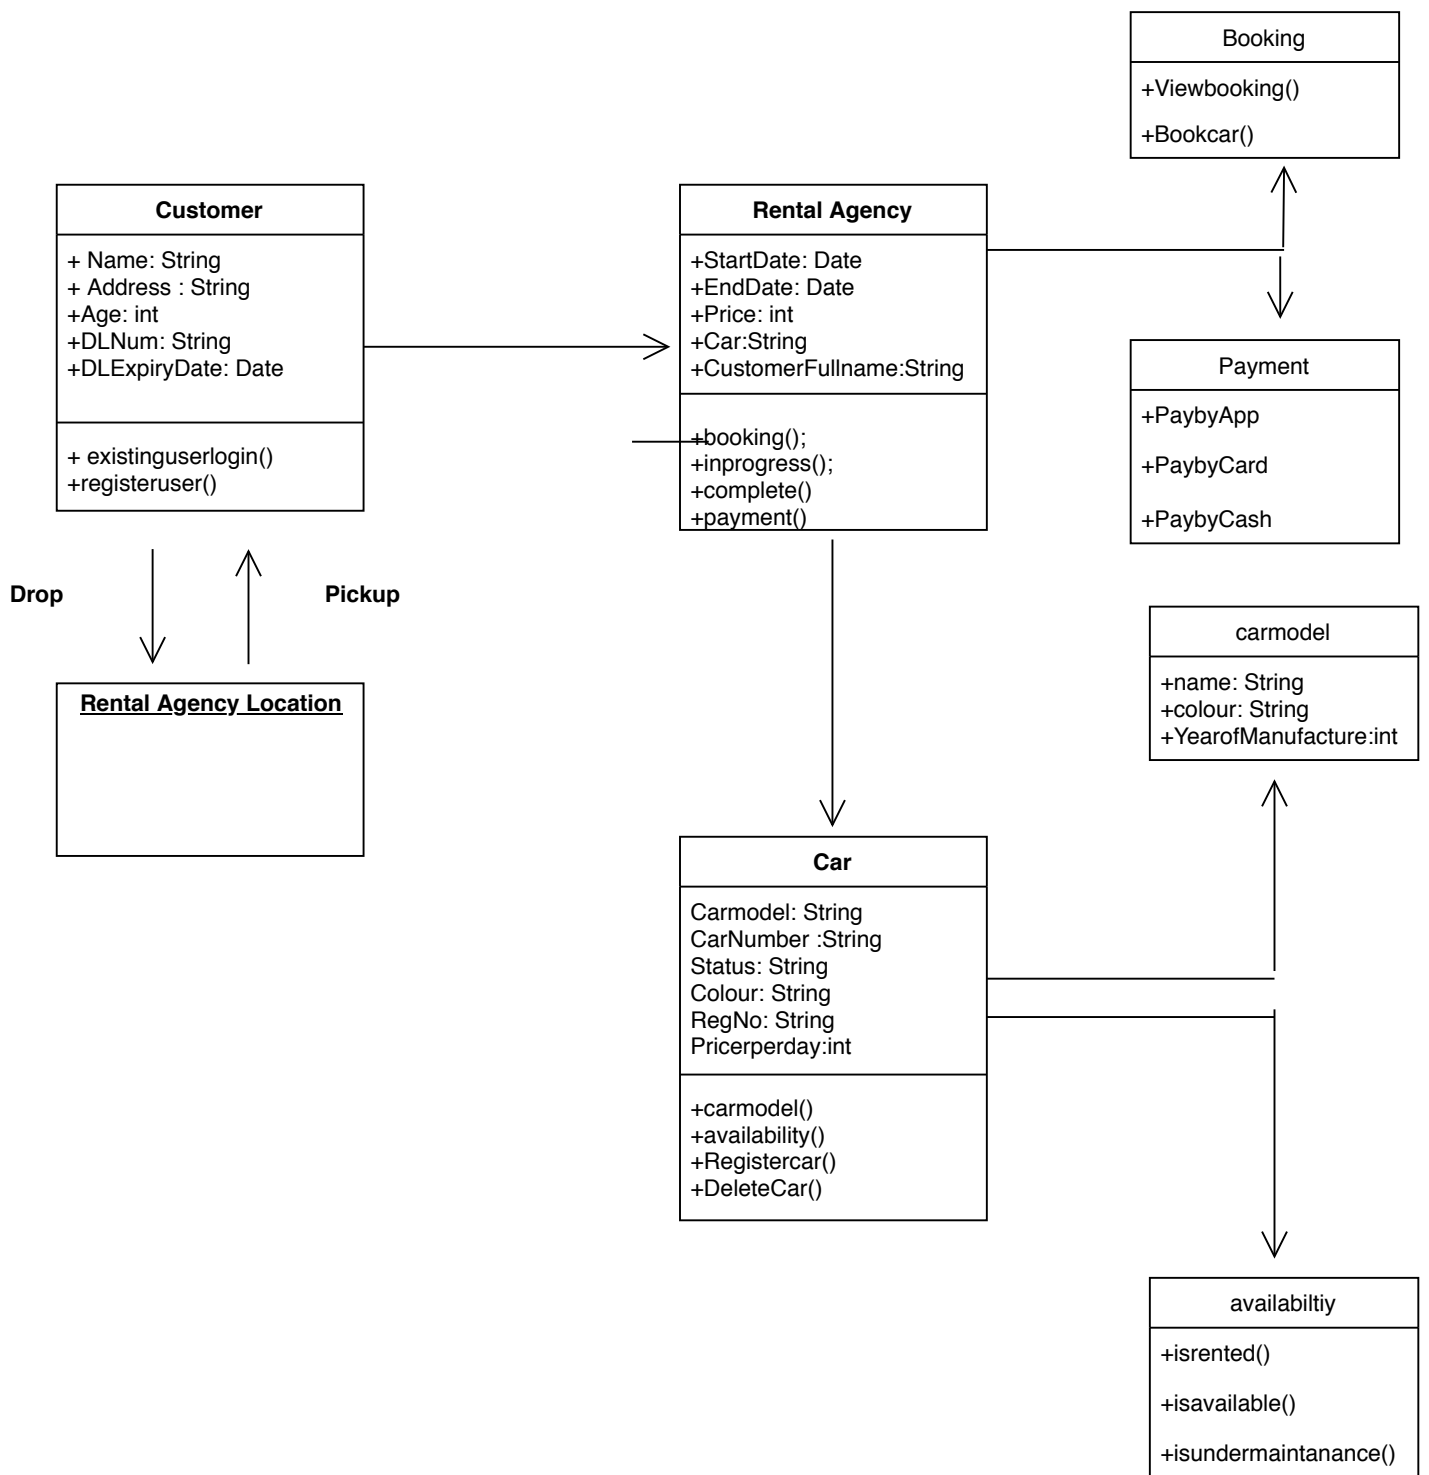 Booking
+Viewbooking()
+Bookcar()
Customer
+ Name: String
+ Address : String
+Age: int
+DLNum: String
+DLExpiryDate: Date
+ existinguserlogin()
+registeruser()
Rental Agency
+StartDate: Date
+EndDate: Date
+Price: int
+Car:String
+CustomerFullname:String
+booking();
+inprogress();
+complete()
+payment()
Payment
+PaybyApp
+PaybyCard
+PaybyCash
Drop
Pickup
Rental Agency Location
carmodel
+name: String
+colour: String
+YearofManufacture:int
Car
Carmodel: String
CarNumber :String
Status: String
Colour: String
RegNo: String
Pricerperday:int
+carmodel()
+availability()
+Registercar()
+DeleteCar()
availabiltiy
+isrented()
+isavailable()
+isundermaintanance()